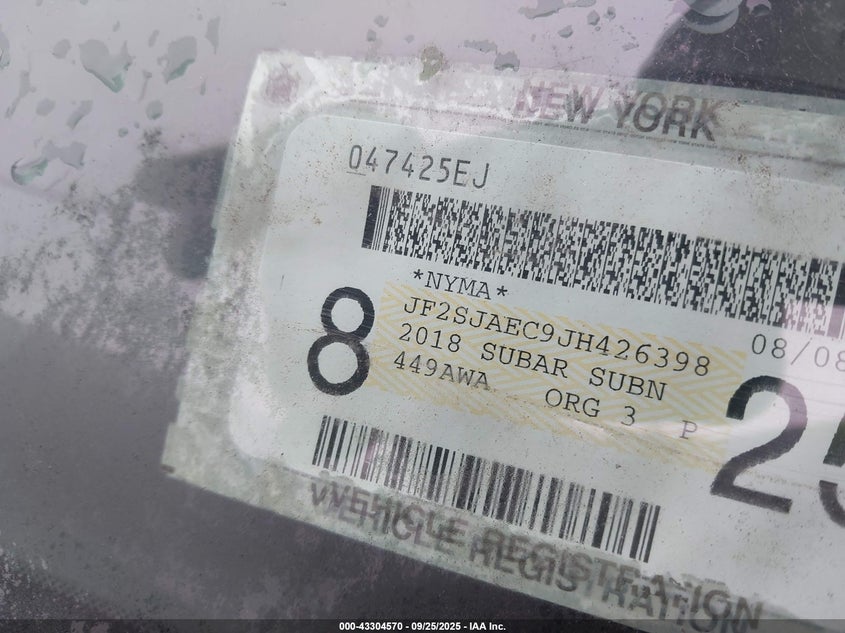 NEW YORK
047425EJ
*NYMA*
8
JF2SJAEC9JH426398
08/08
2018 SUBAR SUBN
449AWA
ORG 3 P
VEHICLE REGISTRATION
000-43304570 - 09/25/2025 - IAA Inc.